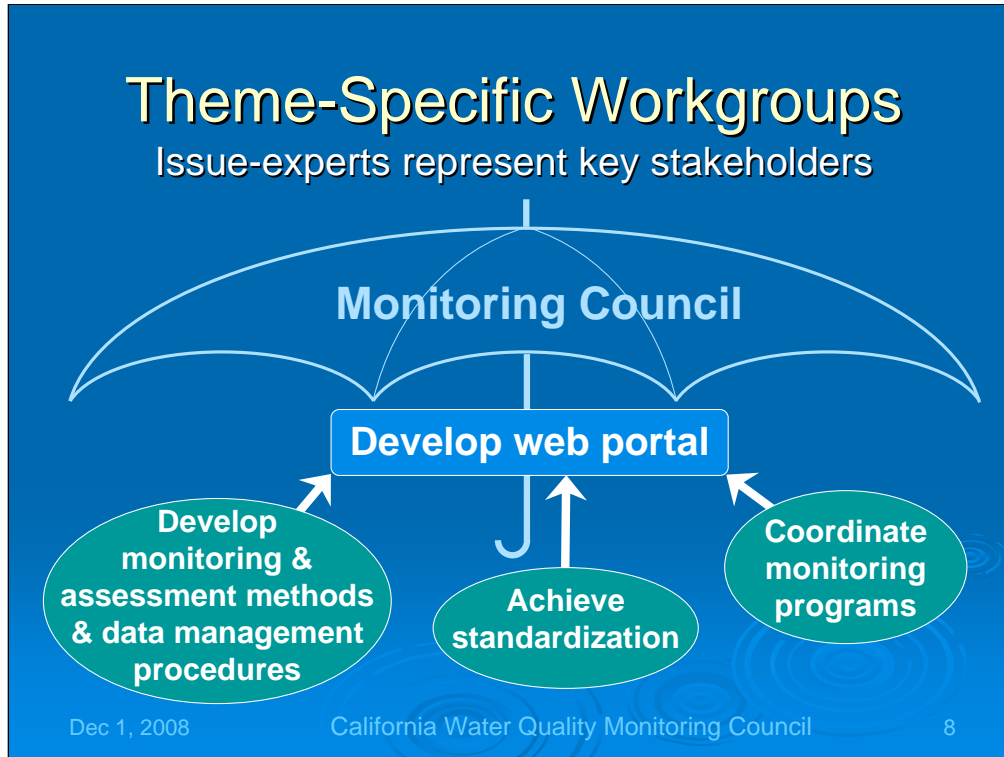 Theme-Specific Workgroups
Issue-experts represent key stakeholders
Monitoring Council
Develop web portal
Develop
monitoring &
assessment methods
& data management
procedures
Achieve
standardization
Coordinate
monitoring
programs
Dec 1, 2008
California Water Quality Monitoring Council
8